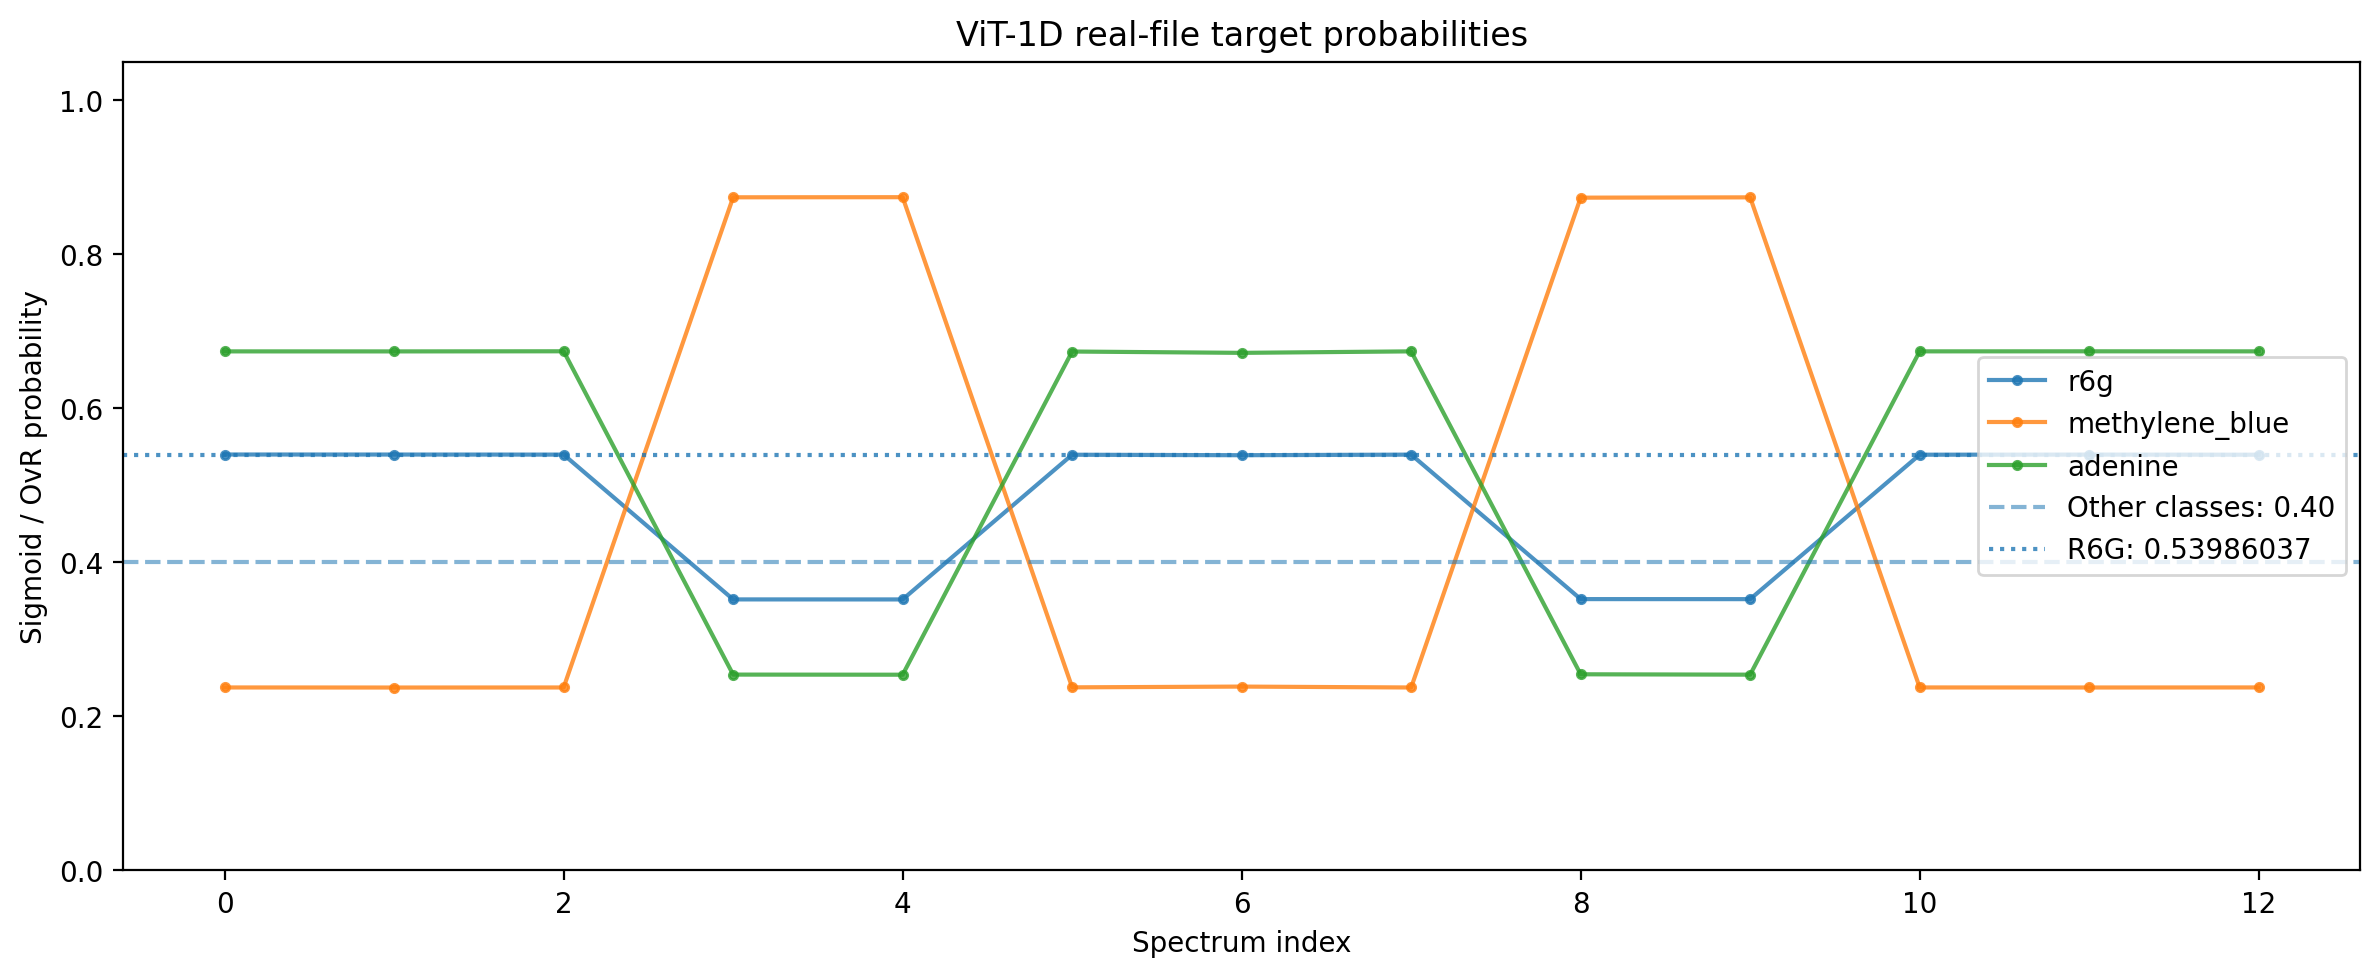 ViT-1D real-file target probabilities
Sigmoid / OvR probability
1.0
0.8
0.6
0.4
0.2
0.0
r6g
methylene_blue
adenine
Other classes: 0.40
R6G: 0.53986037
0
2
4
6
8
10
12
Spectrum index